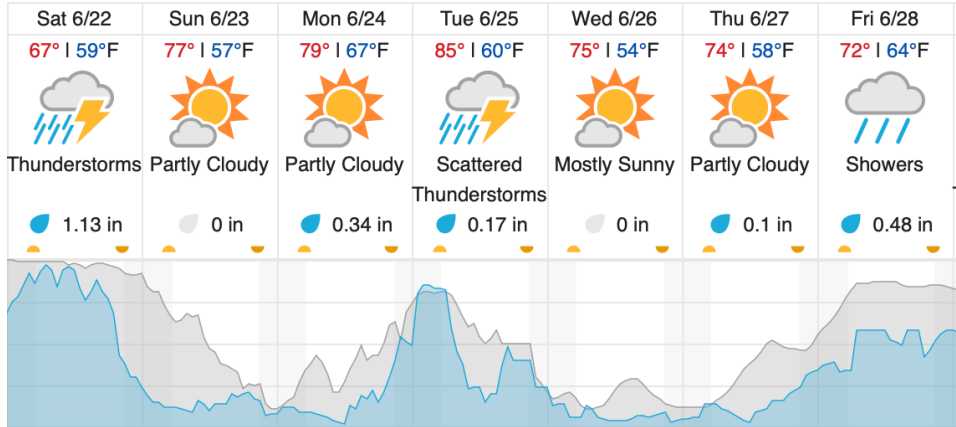 Sat 6/22
Sun 6/23
Mon 6/24
Tue 6/25
Wed 6/26
Thu 6/27
Fri 6/28
67° | 59°F
77° | 57°F
79° | 67°F
85° | 60°F
75° | 54°F
74° | 58°F
72° | 64°F
Thunderstorms
Partly Cloudy
Partly Cloudy
Scattered
Thunderstorms
Mostly Sunny
Partly Cloudy
Showers
1.13 in
0 in
0.34 in
0.17 in
0 in
0.1 in
0.48 in